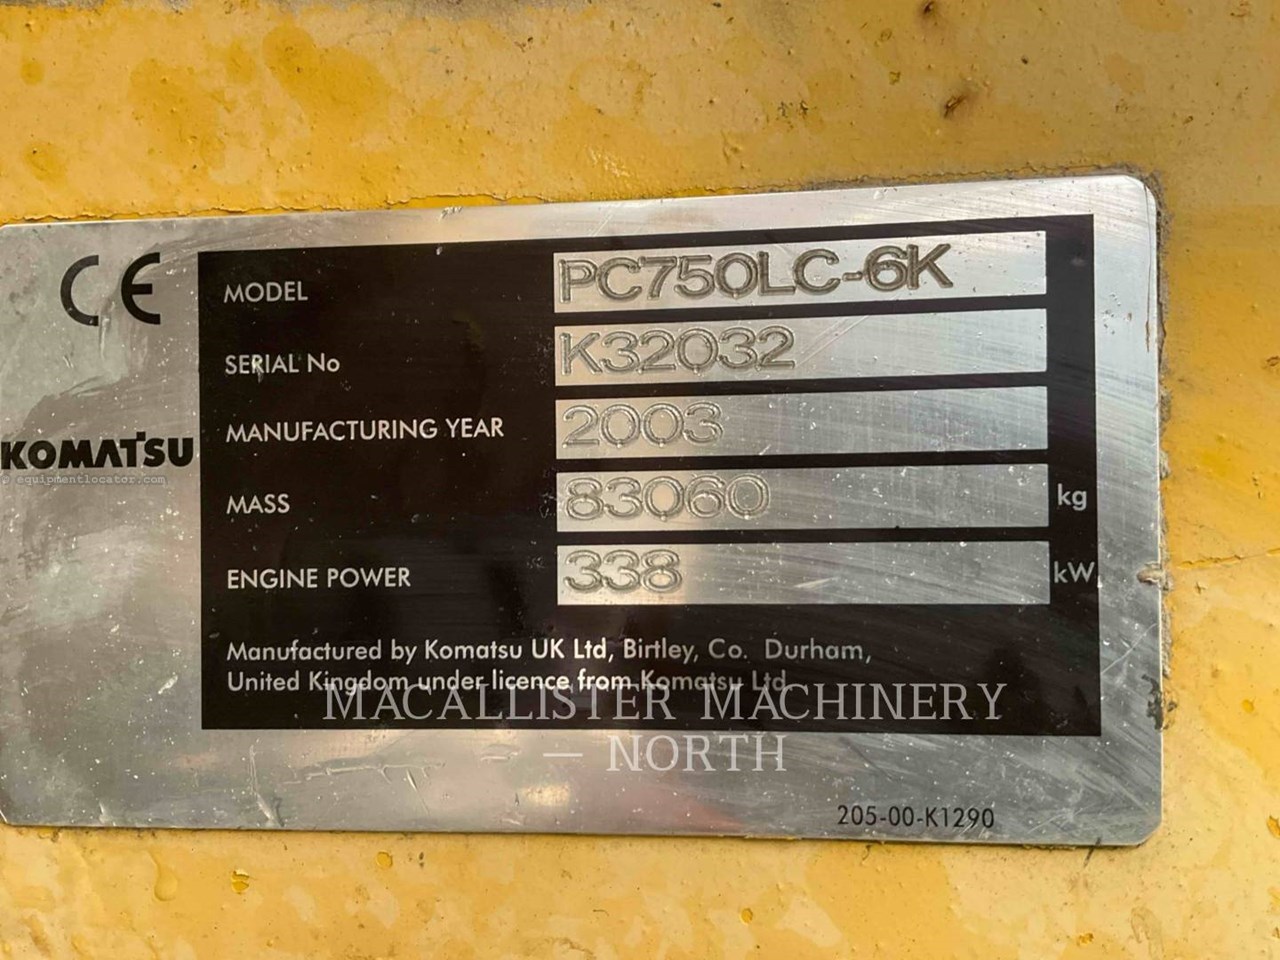 CE
MODEL PC750LC-6K
SERIAL No K32032
MANUFACTURING YEAR 2003
KOMATSU
equipmentlocator.com
MASS 83060 kg
ENGINE POWER 338 kW
Manufactured by Komatsu UK Ltd, Birtley, Co. Durham,
United Kingdom under licence from Komatsu Ltd
MACALLISTER MACHINERY
— NORTH
205-00-K1290